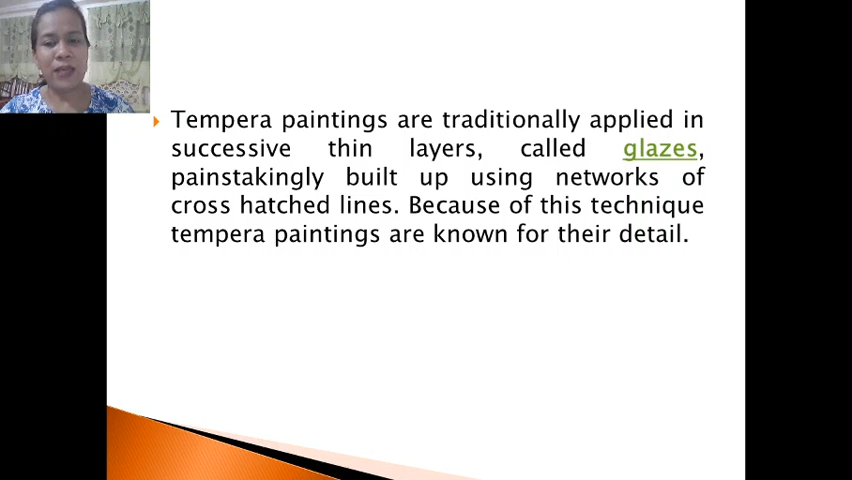 Tempera paintings are traditionally applied in
successive thin layers, called glazes,
painstakingly built up using networks of
cross hatched lines. Because of this technique
tempera paintings are known for their detail.